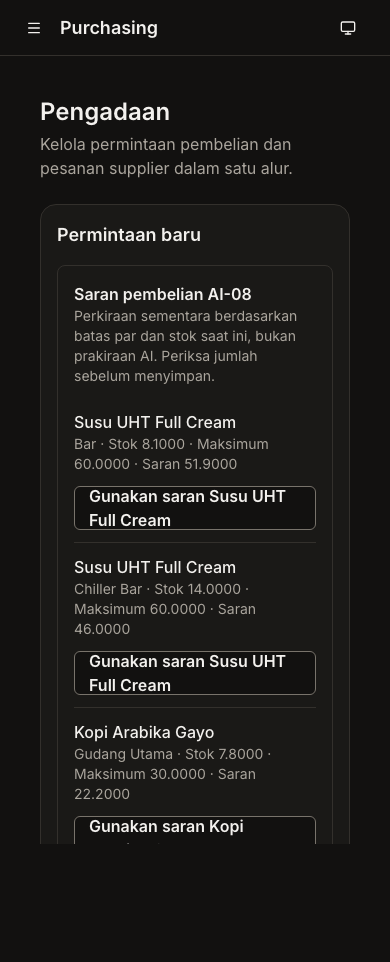 Purchasing
Pengadaan
Kelola permintaan pembelian dan
pesanan supplier dalam satu alur.
Permintaan baru
Saran pembelian AI-08
Perkiraan sementara berdasarkan
batas par dan stok saat ini, bukan
prakiraan AI. Periksa jumlah
sebelum menyimpan.
Susu UHT Full Cream
Bar · Stok 8.1000 · Maksimum
60.0000 · Saran 51.9000
Gunakan saran Susu UHT
Full Cream
Susu UHT Full Cream
Chiller Bar · Stok 14.0000 ·
Maksimum 60.0000 · Saran
46.0000
Gunakan saran Susu UHT
Full Cream
Kopi Arabika Gayo
Gudang Utama · Stok 7.8000 ·
Maksimum 30.0000 · Saran
22.2000
Gunakan saran Kopi